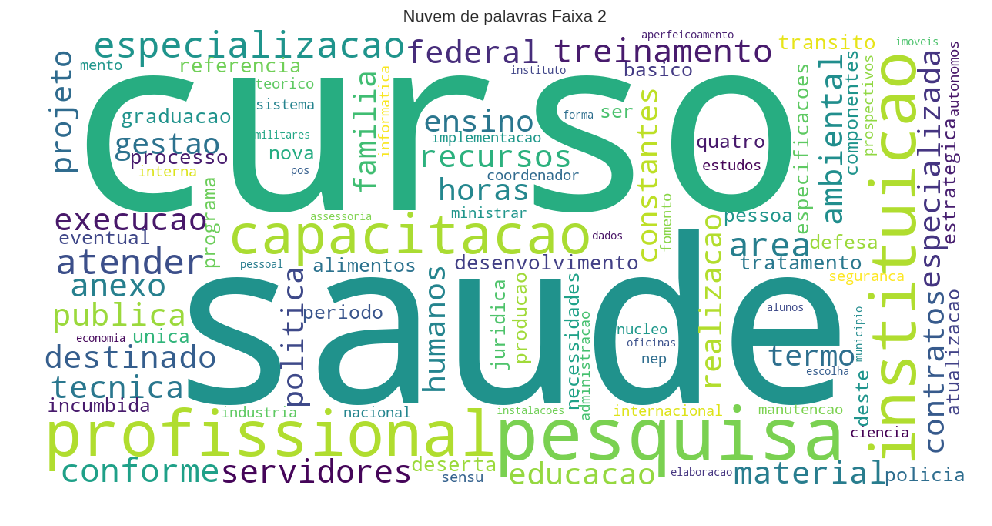 Nuvem de palavras Faixa 2
curso
saude
instituicao
profissional
pesquisa
capacitacao
especializacao
federal
treinamento
aperfeicoamento
transito
imoveis
autonomos
mento
referencia
projeto
teorico
informatica
familia
instituto
basico
graduacao
sistema
ensino
forma
ser
constantes
quatro
especificacoes
ambiental
componentes
prospectivos
especializada
estrategica
gestao
militares
implementacao
processo
nova
recursos
estudos
interna
pos
coordenador
horas
execucao
programa
assessoria
ministrar
fomento
realizacao
pessoa
area
defesa
eventual
dados
atender
pessoal
alimentos
desenvolvimento
tratamento
seguranca
anexo
politica
humanos
juridica
producao
necessidades
administracao
publica
periodo
nucleo
alunos
municipio
contratos
atualizacao
economia
unica
oficinas
termo
destinado
nep
escolha
tecnica
deste
incumbida
industria
nacional
instalacoes
internacional
manutencao
ciencia
conforme
servidores
deserta
sensu
educacao
elaboracao
material
policia